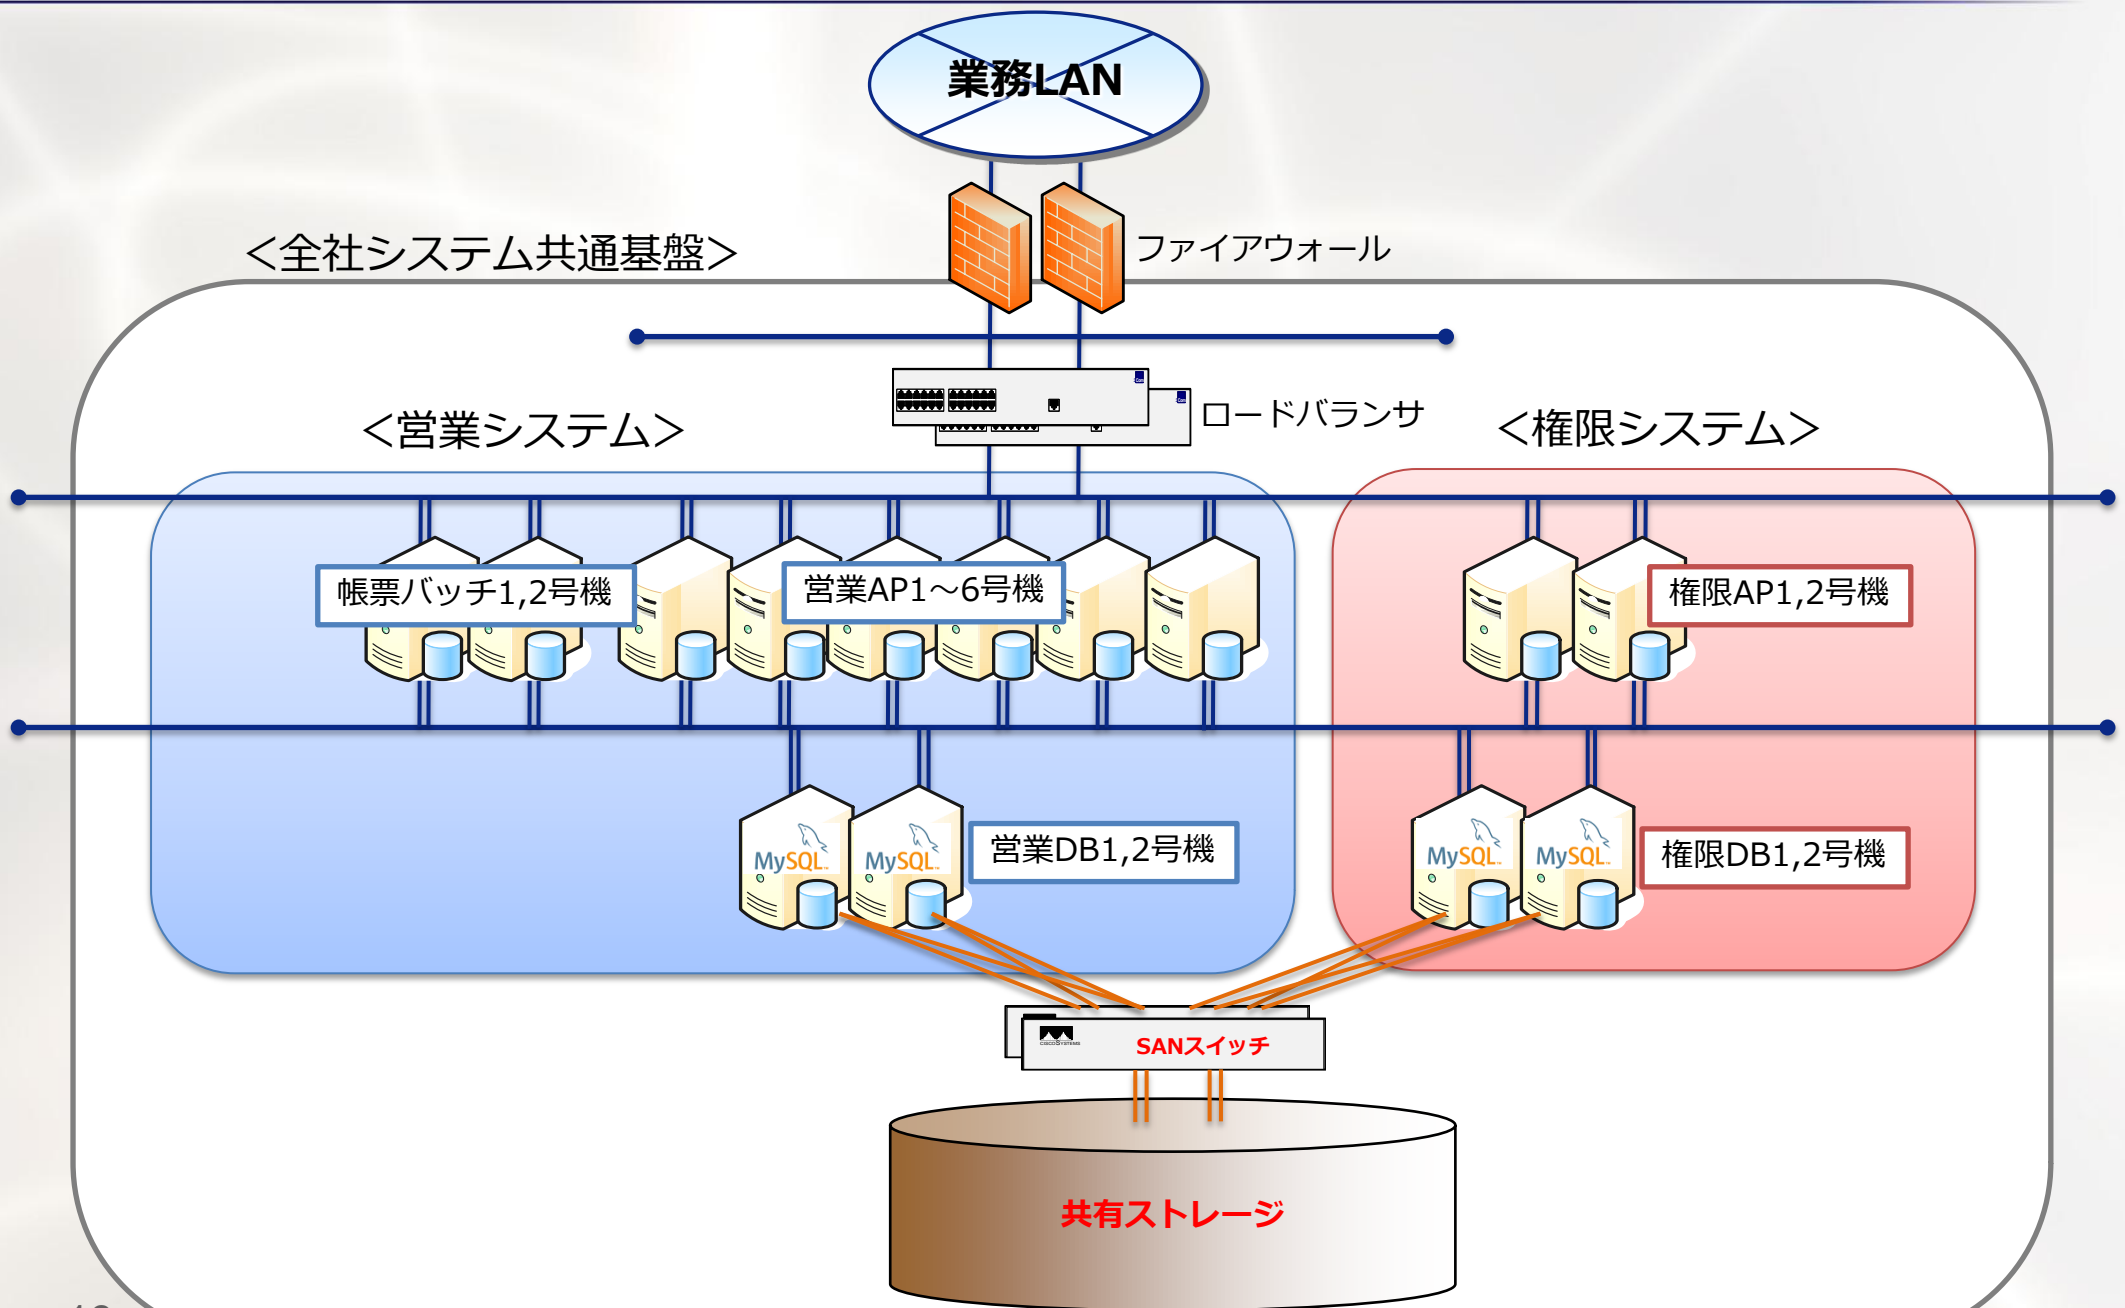 業務LAN
<全社システム共通基盤>
ファイアウォール
ロードバランサ
<営業システム>
<権限システム>
帳票バッチ1,2号機
営業AP1～6号機
権限AP1,2号機
MySQL
MySQL
営業DB1,2号機
MySQL
MySQL
権限DB1,2号機
CISCO SYSTEMS
SANスイッチ
共有ストレージ